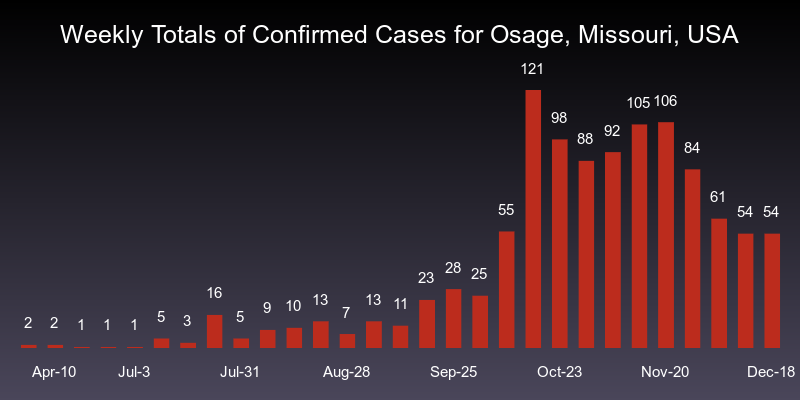 Weekly Totals of Confirmed Cases for Osage, Missouri, USA
2 2 1 1 1 5 3 16 5 9 10 13 7 13 11 23 28 25 55 121 98 88 92 105 106 84 61 54 54
Apr-10 Jul-3 Jul-31 Aug-28 Sep-25 Oct-23 Nov-20 Dec-18